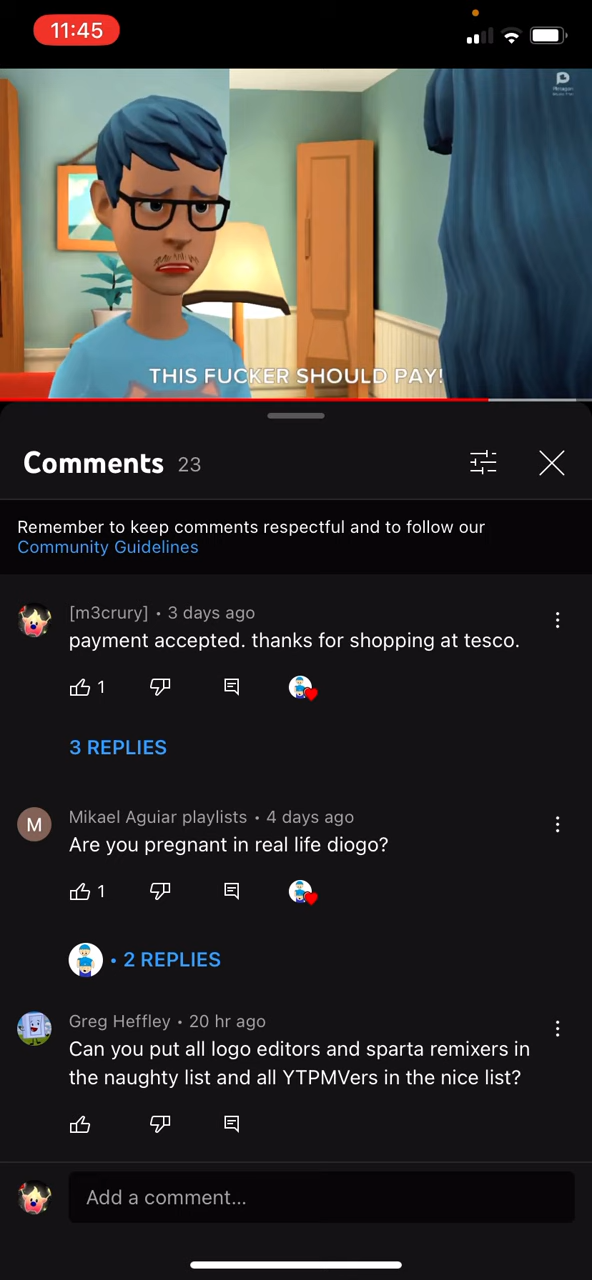 11:45
THIS FUCKER SHOULD PAY!
Comments 23
Remember to keep comments respectful and to follow our
Community Guidelines
[m3crury] • 3 days ago
payment accepted. thanks for shopping at tesco.
1
3 REPLIES
M
Mikael Aguiar playlists • 4 days ago
Are you pregnant in real life diogo?
1
• 2 REPLIES
Greg Heffley • 20 hr ago
Can you put all logo editors and sparta remixers in
the naughty list and all YTPMVers in the nice list?
Add a comment...